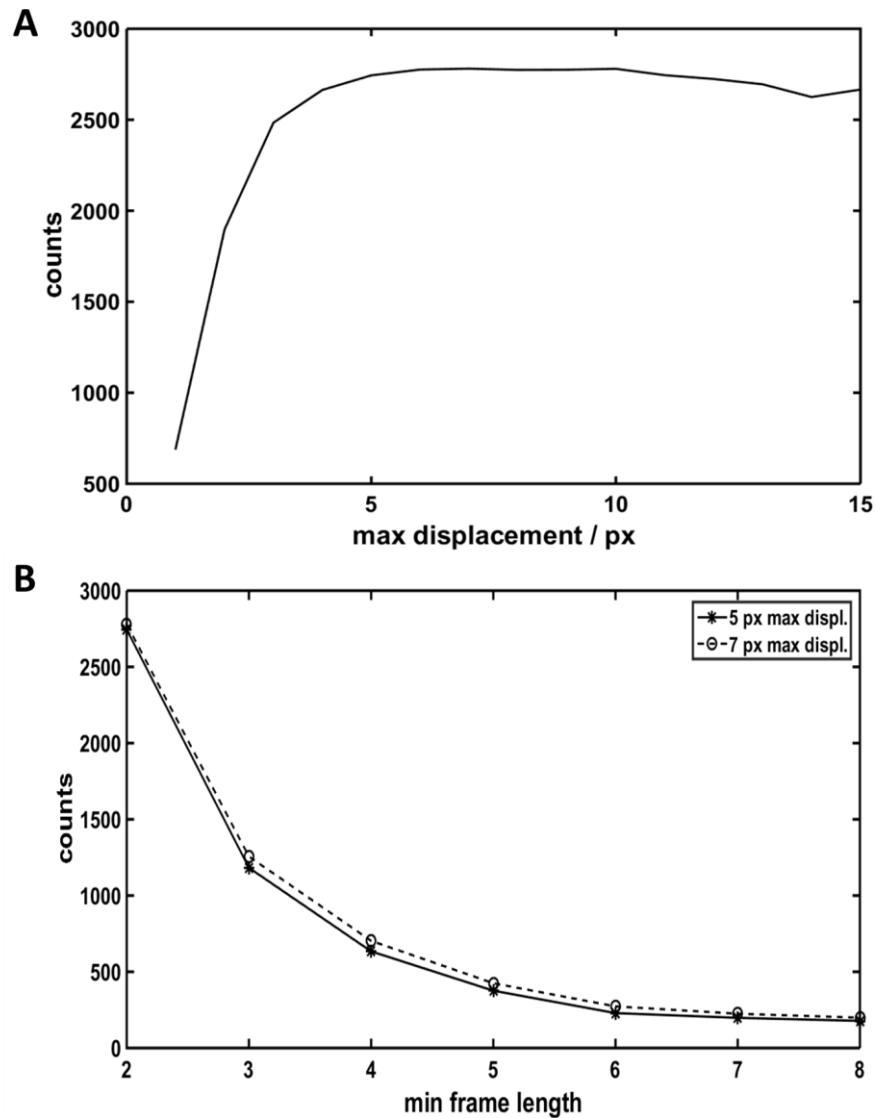 A
3000
2500
2000
1500
1000
500
counts
0 5 10 15
max displacement / px
B
3000
2500
2000
1500
1000
500
0
counts
5 px max displ.
7 px max displ.
2 3 4 5 6 7 8
min frame length